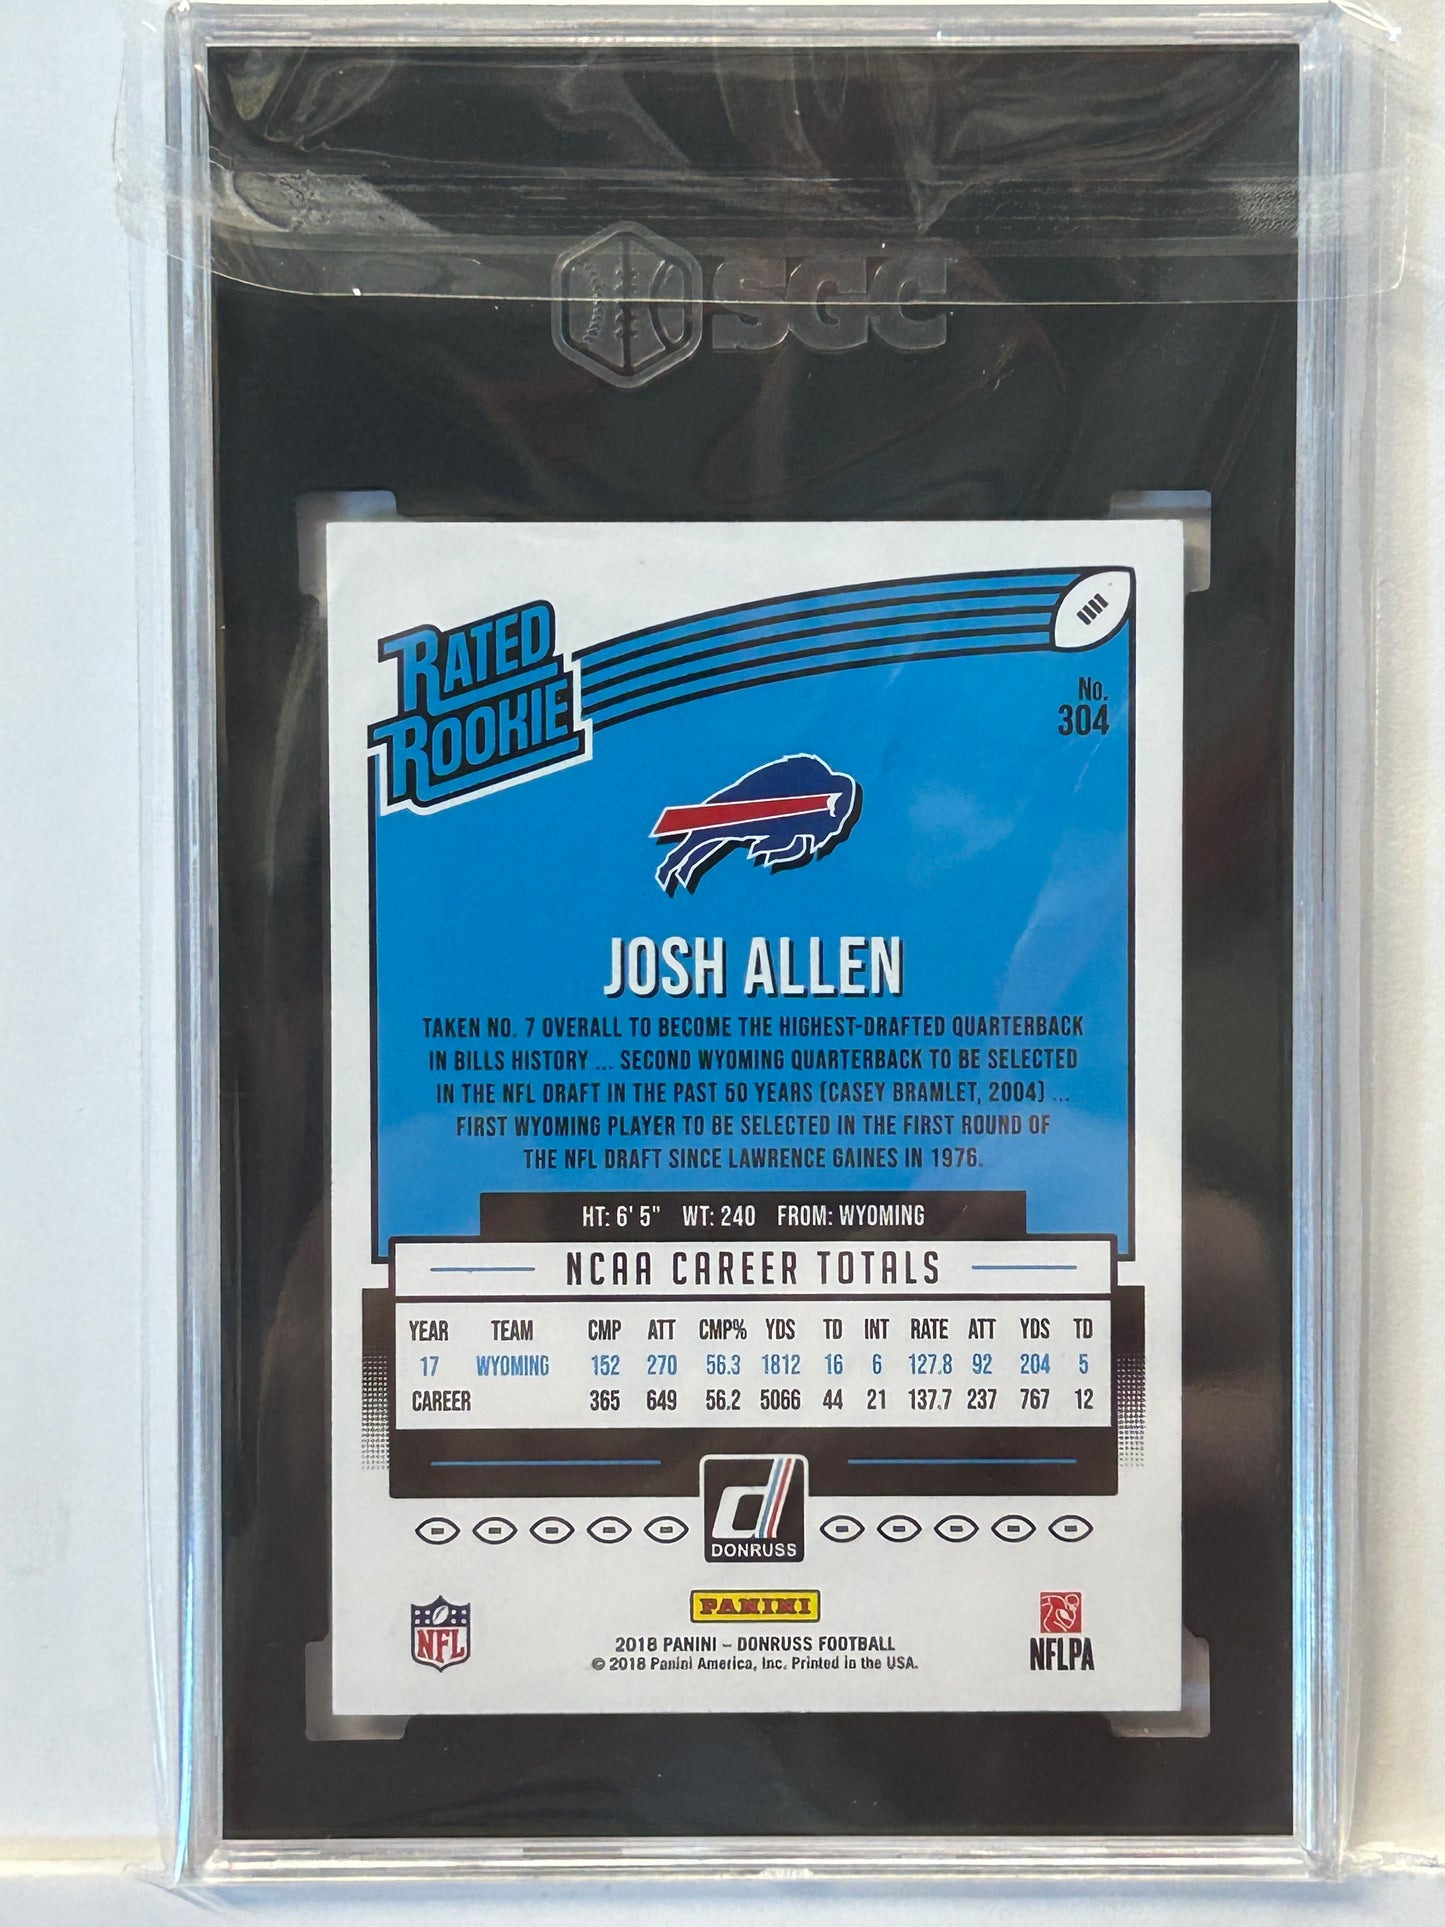 SGC
RATED
ROOKIE
No.
304
JOSH ALLEN
TAKEN NO. 7 OVERALL TO BECOME THE HIGHEST-DRAFTED QUARTERBACK
IN BILLS HISTORY ... SECOND WYOMING QUARTERBACK TO BE SELECTED
IN THE NFL DRAFT IN THE PAST 50 YEARS (CASEY BRAMLET, 2004) ...
FIRST WYOMING PLAYER TO BE SELECTED IN THE FIRST ROUND OF
THE NFL DRAFT SINCE LAWRENCE GAINES IN 1976.
HT: 6' 5" WT: 240 FROM: WYOMING
NCAA CAREER TOTALS
YEAR TEAM CMP ATT CMP% YDS TD INT RATE ATT YDS TD
17 WYOMING 152 270 56.3 1812 16 6 127.8 92 204 5
CAREER 365 649 56.2 5066 44 21 137.7 237 767 12
d
DONRUSS
PANINI
NFL
2018 PANINI – DONRUSS FOOTBALL
© 2018 Panini America, Inc. Printed in the USA.
NFLPA